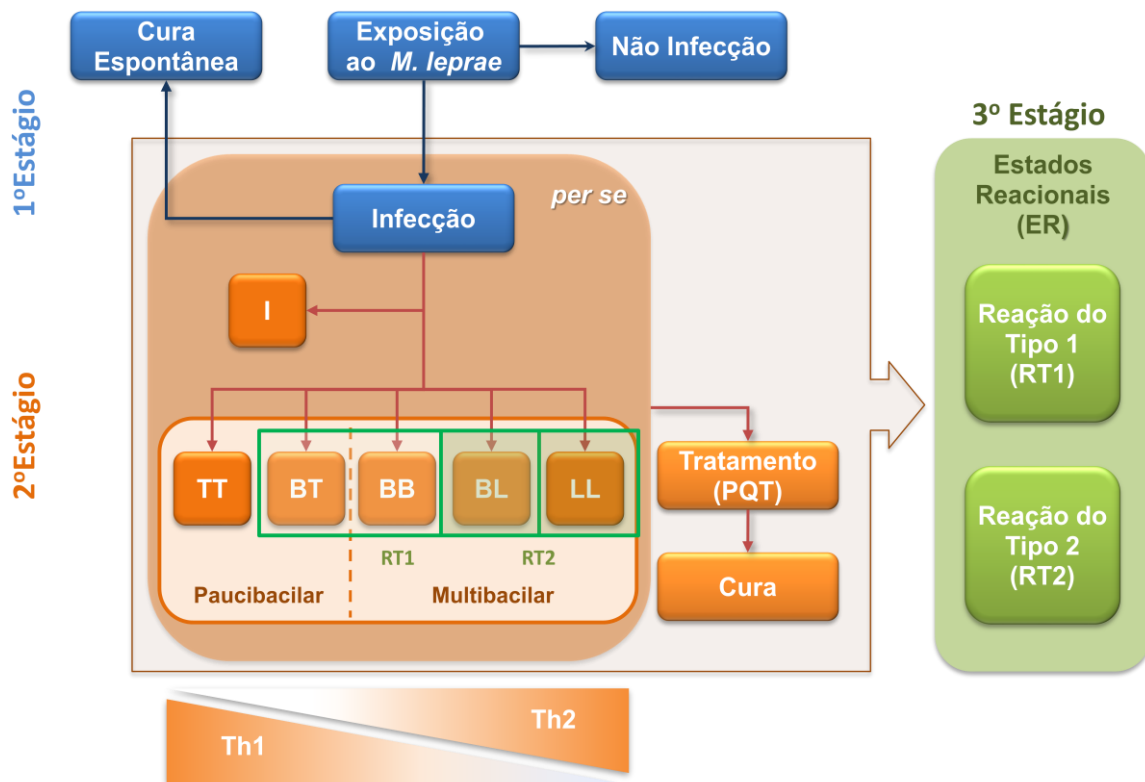 Cura
Espontânea
Exposição
ao M. leprae
Não Infecção
1ºEstágio
3º Estágio
Estados
Reacionais
(ER)
per se
Infecção
I
Reação do
Tipo 1
(RT1)
2ºEstágio
TT
BT
BB
BL
LL
Tratamento
(PQT)
RT1
RT2
Reação do
Tipo 2
(RT2)
Paucibacilar
Multibacilar
Cura
Th2
Th1